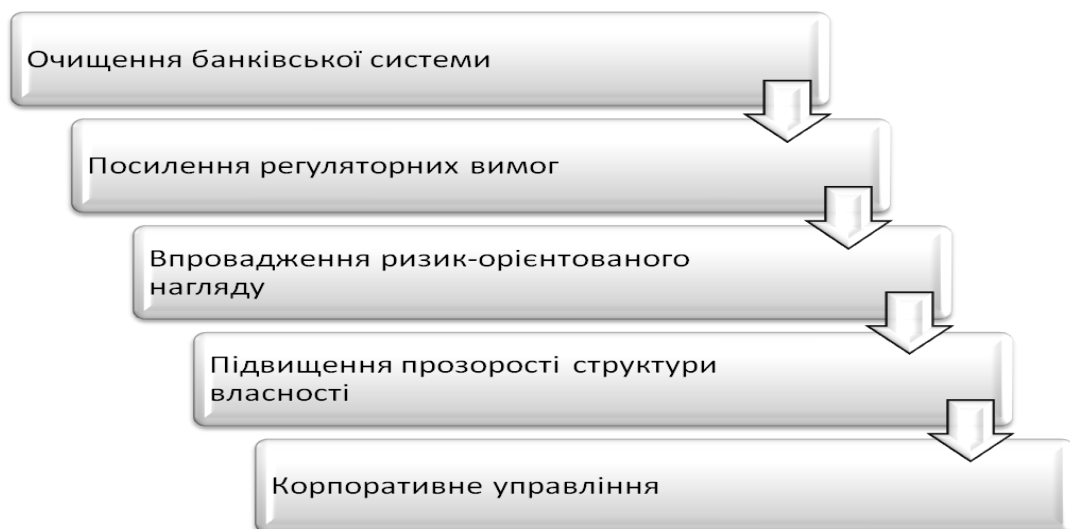 Очищення банківської системи
Посилення регуляторних вимог
Впровадження ризик-орієнтованого
нагляду
Підвищення прозорості структури
власності
Корпоративне управління